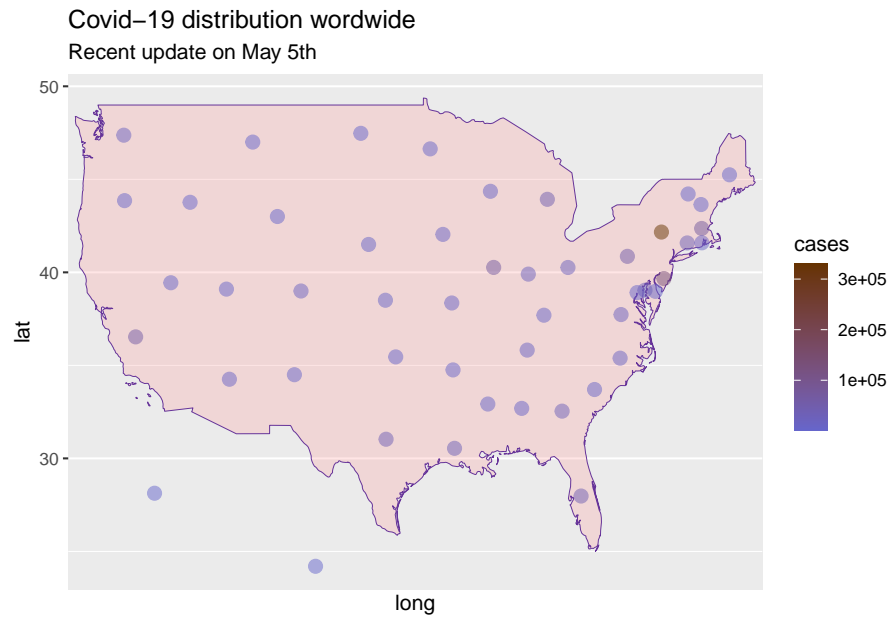 Covid−19 distribution wordwide
Recent update on May 5th
50
40
30
lat
long
cases
3e+05
2e+05
1e+05